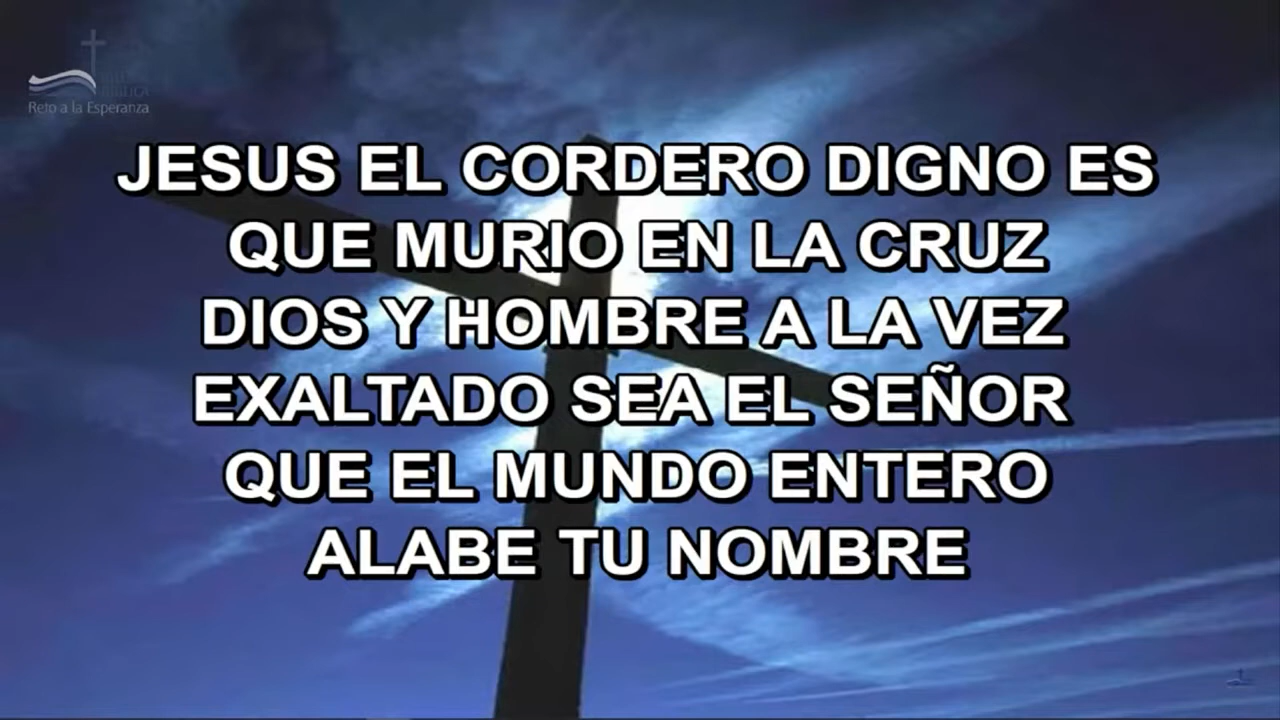 Reto a la Esperanza
JESUS EL CORDERO DIGNO ES
QUE MURIO EN LA CRUZ
DIOS Y HOMBRE A LA VEZ
EXALTADO SEA EL SEÑOR
QUE EL MUNDO ENTERO
ALABE TU NOMBRE